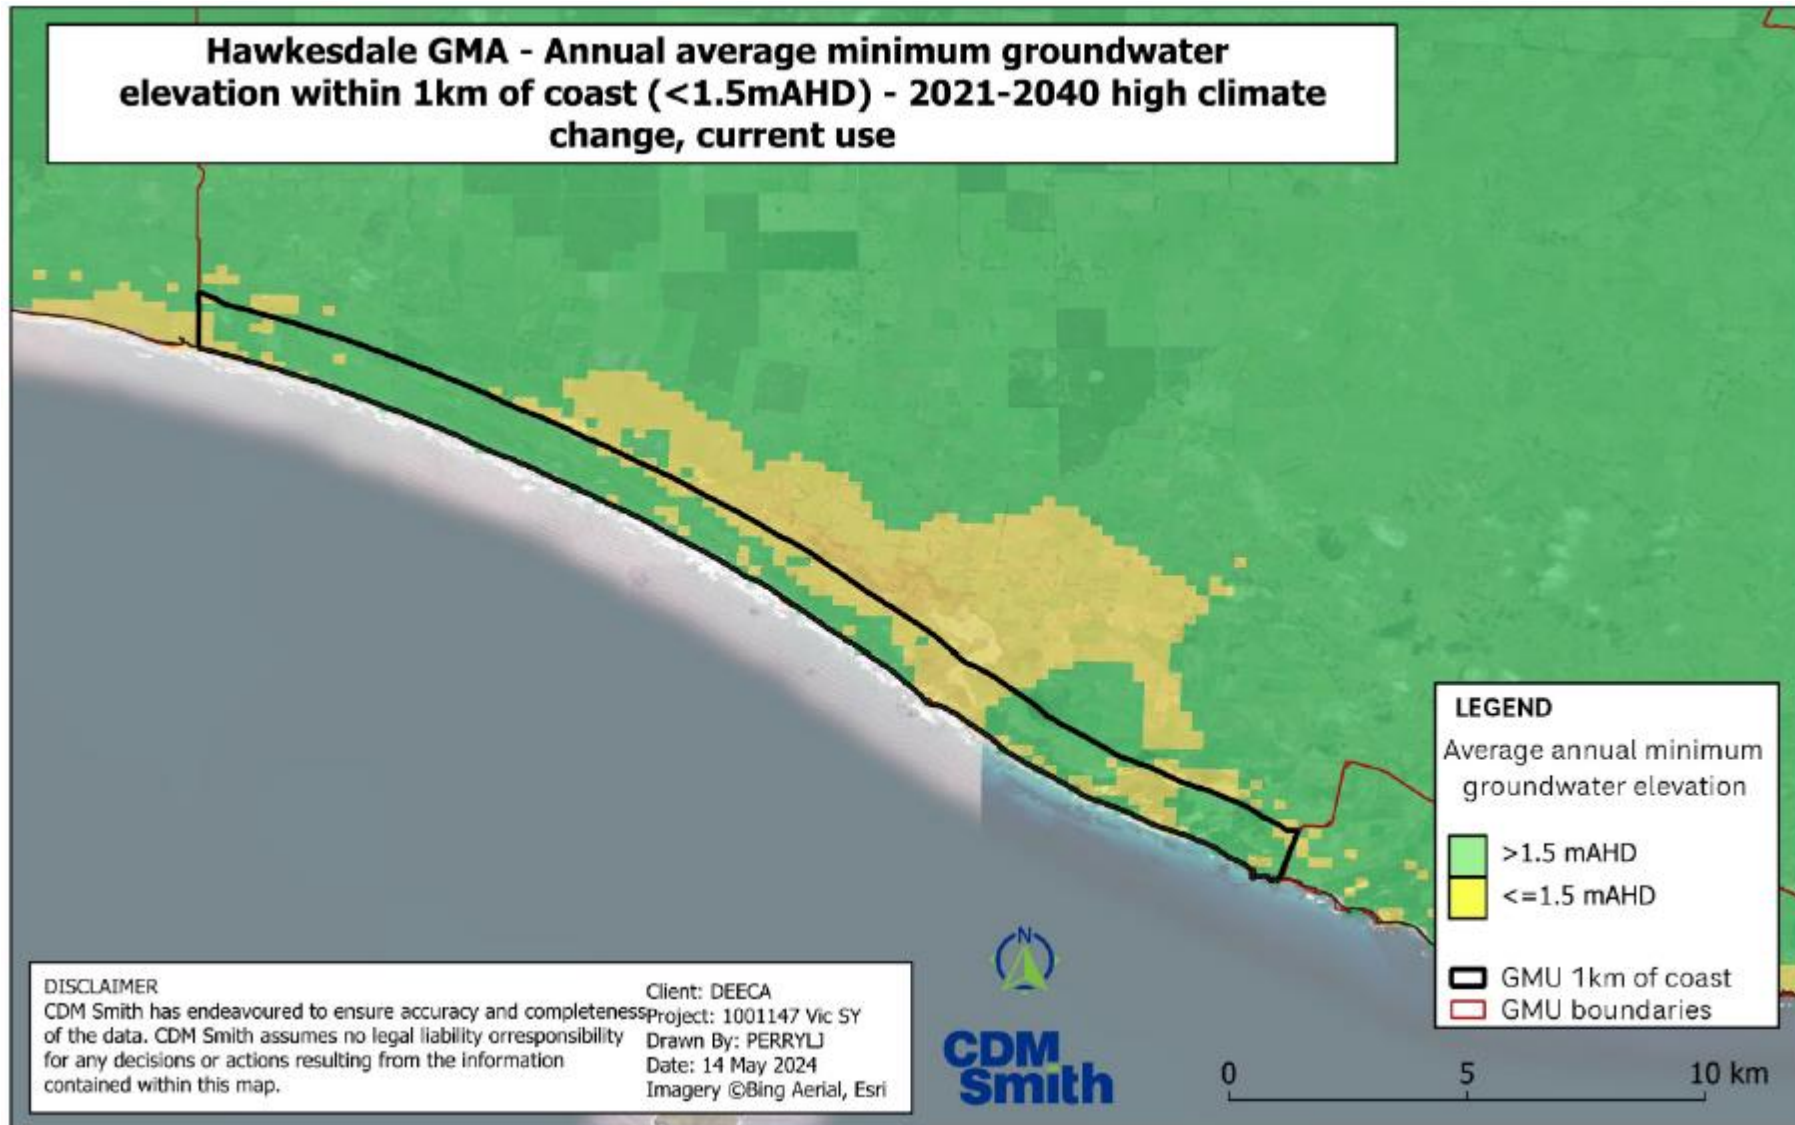 Hawkesdale GMA - Annual average minimum groundwater
elevation within 1km of coast (<1.5mAHD) - 2021-2040 high climate
change, current use
LEGEND
Average annual minimum
groundwater elevation
>1.5 mAHD
<=1.5 mAHD
GMU 1km of coast
GMU boundaries
DISCLAIMER
CDM Smith has endeavoured to ensure accuracy and completeness
of the data. CDM Smith assumes no legal liability orresponsibility
for any decisions or actions resulting from the information
contained within this map.
Client: DEECA
Project: 1001147 Vic SY
Drawn By: PERRYLJ
Date: 14 May 2024
Imagery ©Bing Aerial, Esri
N
CDM
Smith
0 5 10 km